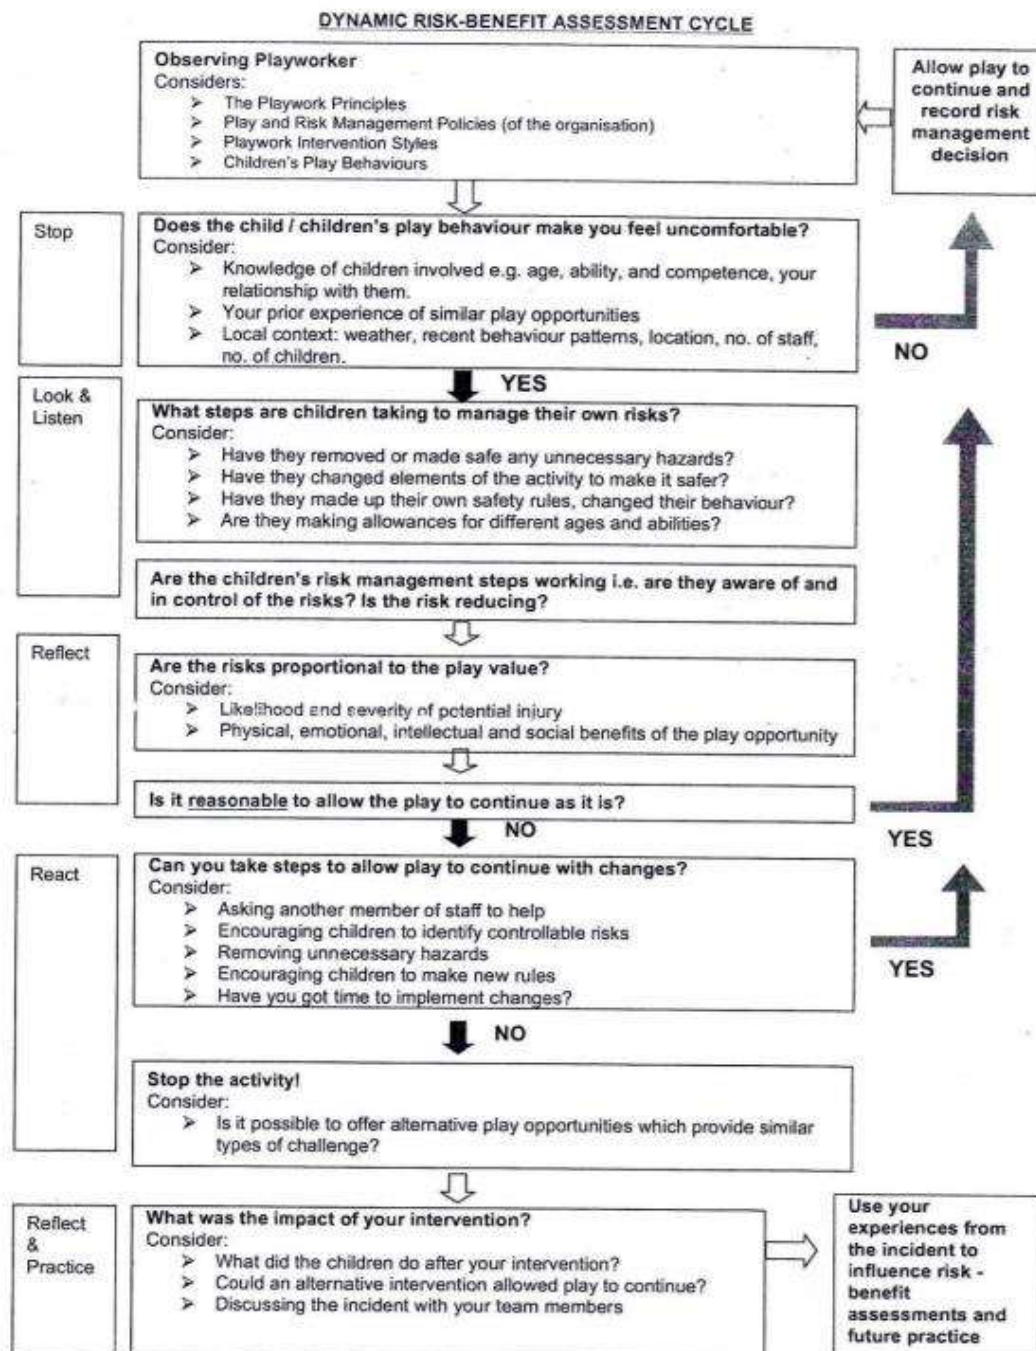 DYNAMIC RISK-BENEFIT ASSESSMENT CYCLE
Observing Playworker
Considers:
➢ The Playwork Principles
➢ Play and Risk Management Policies (of the organisation)
➢ Playwork Intervention Styles
➢ Children's Play Behaviours
Allow play to
continue and
record risk
management
decision
Stop
Does the child / children's play behaviour make you feel uncomfortable?
Consider:
➢ Knowledge of children involved e.g. age, ability, and competence, your
relationship with them.
➢ Your prior experience of similar play opportunities
➢ Local context: weather, recent behaviour patterns, location, no. of staff,
no. of children.
NO
YES
Look &
Listen
What steps are children taking to manage their own risks?
Consider:
➢ Have they removed or made safe any unnecessary hazards?
➢ Have they changed elements of the activity to make it safer?
➢ Have they made up their own safety rules, changed their behaviour?
➢ Are they making allowances for different ages and abilities?
Are the children's risk management steps working i.e. are they aware of and
in control of the risks? Is the risk reducing?
Reflect
Are the risks proportional to the play value?
Consider:
➢ Likelihood and severity of potential injury
➢ Physical, emotional, intellectual and social benefits of the play opportunity
Is it reasonable to allow the play to continue as it is?
NO
YES
React
Can you take steps to allow play to continue with changes?
Consider:
➢ Asking another member of staff to help
➢ Encouraging children to identify controllable risks
➢ Removing unnecessary hazards
➢ Encouraging children to make new rules
➢ Have you got time to implement changes?
YES
NO
Stop the activity!
Consider:
➢ Is it possible to offer alternative play opportunities which provide similar
types of challenge?
Reflect
&
Practice
What was the impact of your intervention?
Consider:
➢ What did the children do after your intervention?
➢ Could an alternative intervention allowed play to continue?
➢ Discussing the incident with your team members
Use your
experiences from
the incident to
influence risk -
benefit
assessments and
future practice